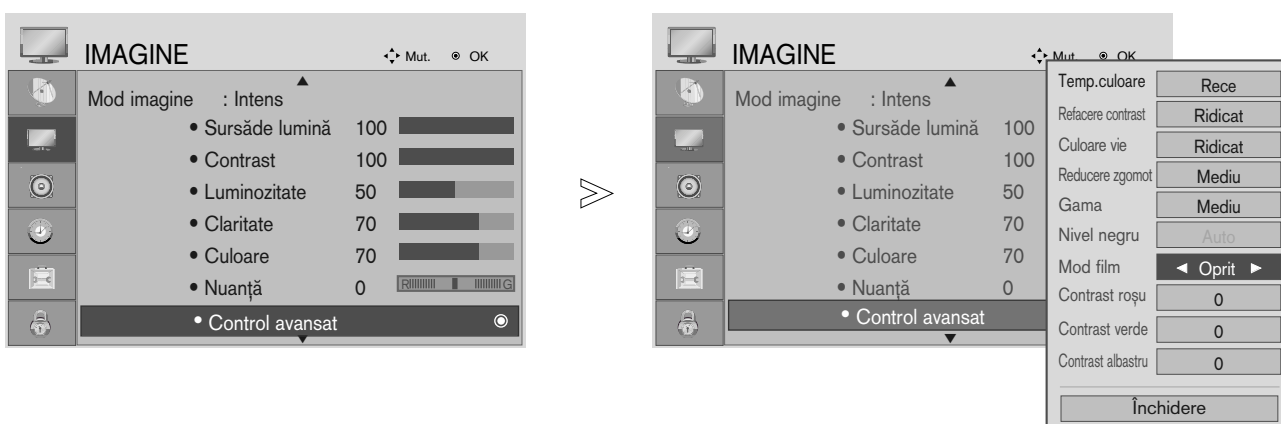 IMAGINE
Mut. OK
Mod imagine : Intens
• Sursăde lumină 100
• Contrast 100
• Luminozitate 50
• Claritate 70
• Culoare 70
• Nuanță 0 R G
• Control avansat
IMAGINE
Mut. OK
Mod imagine : Intens
• Sursăde lumină 100
• Contrast 100
• Luminozitate 50
• Claritate 70
• Culoare 70
• Nuanță 0
• Control avansat
Temp.culoare Rece
Refacere contrast Ridicat
Culoare vie Ridicat
Reducere zgomot Mediu
Gama Mediu
Nivel negru Auto
Mod film ◄ Oprit ►
Contrast roșu 0
Contrast verde 0
Contrast albastru 0
Închidere